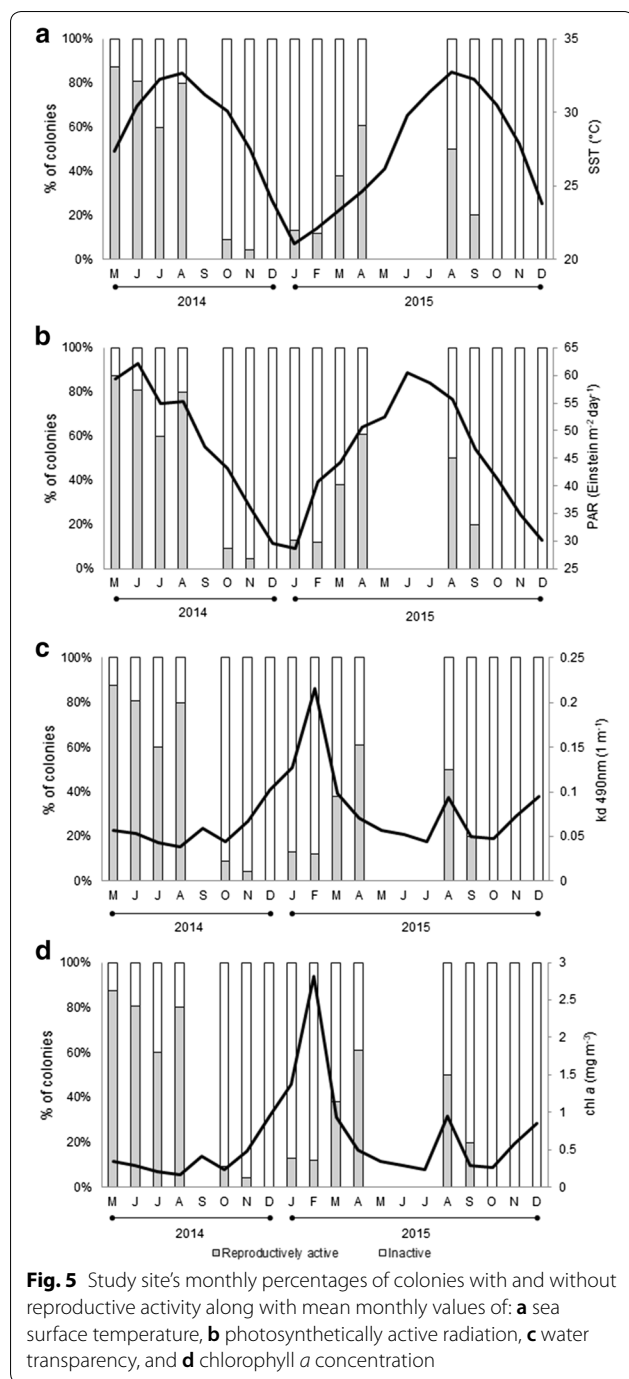 a
100%
80%
60%
40%
20%
0%
% of colonies
35
30
25
20
SST (°C)
M J J A S O N D J F M A M J J A S O N D
2014 2015
b
100%
80%
60%
40%
20%
0%
% of colonies
65
60
55
50
45
40
35
30
25
PAR (Einstein m⁻² day⁻¹)
M J J A S O N D J F M A M J J A S O N D
2014 2015
c
100%
80%
60%
40%
20%
0%
% of colonies
0.25
0.2
0.15
0.1
0.05
0
kd 490nm (1 m⁻¹)
M J J A S O N D J F M A M J J A S O N D
2014 2015
d
100%
80%
60%
40%
20%
0%
% of colonies
3
2.5
2
1.5
1
0.5
0
chl a (mg m⁻³)
M J J A S O N D J F M A M J J A S O N D
2014 2015
Reproductively active Inactive
Fig. 5 Study site's monthly percentages of colonies with and without
reproductive activity along with mean monthly values of: a sea
surface temperature, b photosynthetically active radiation, c water
transparency, and d chlorophyll a concentration